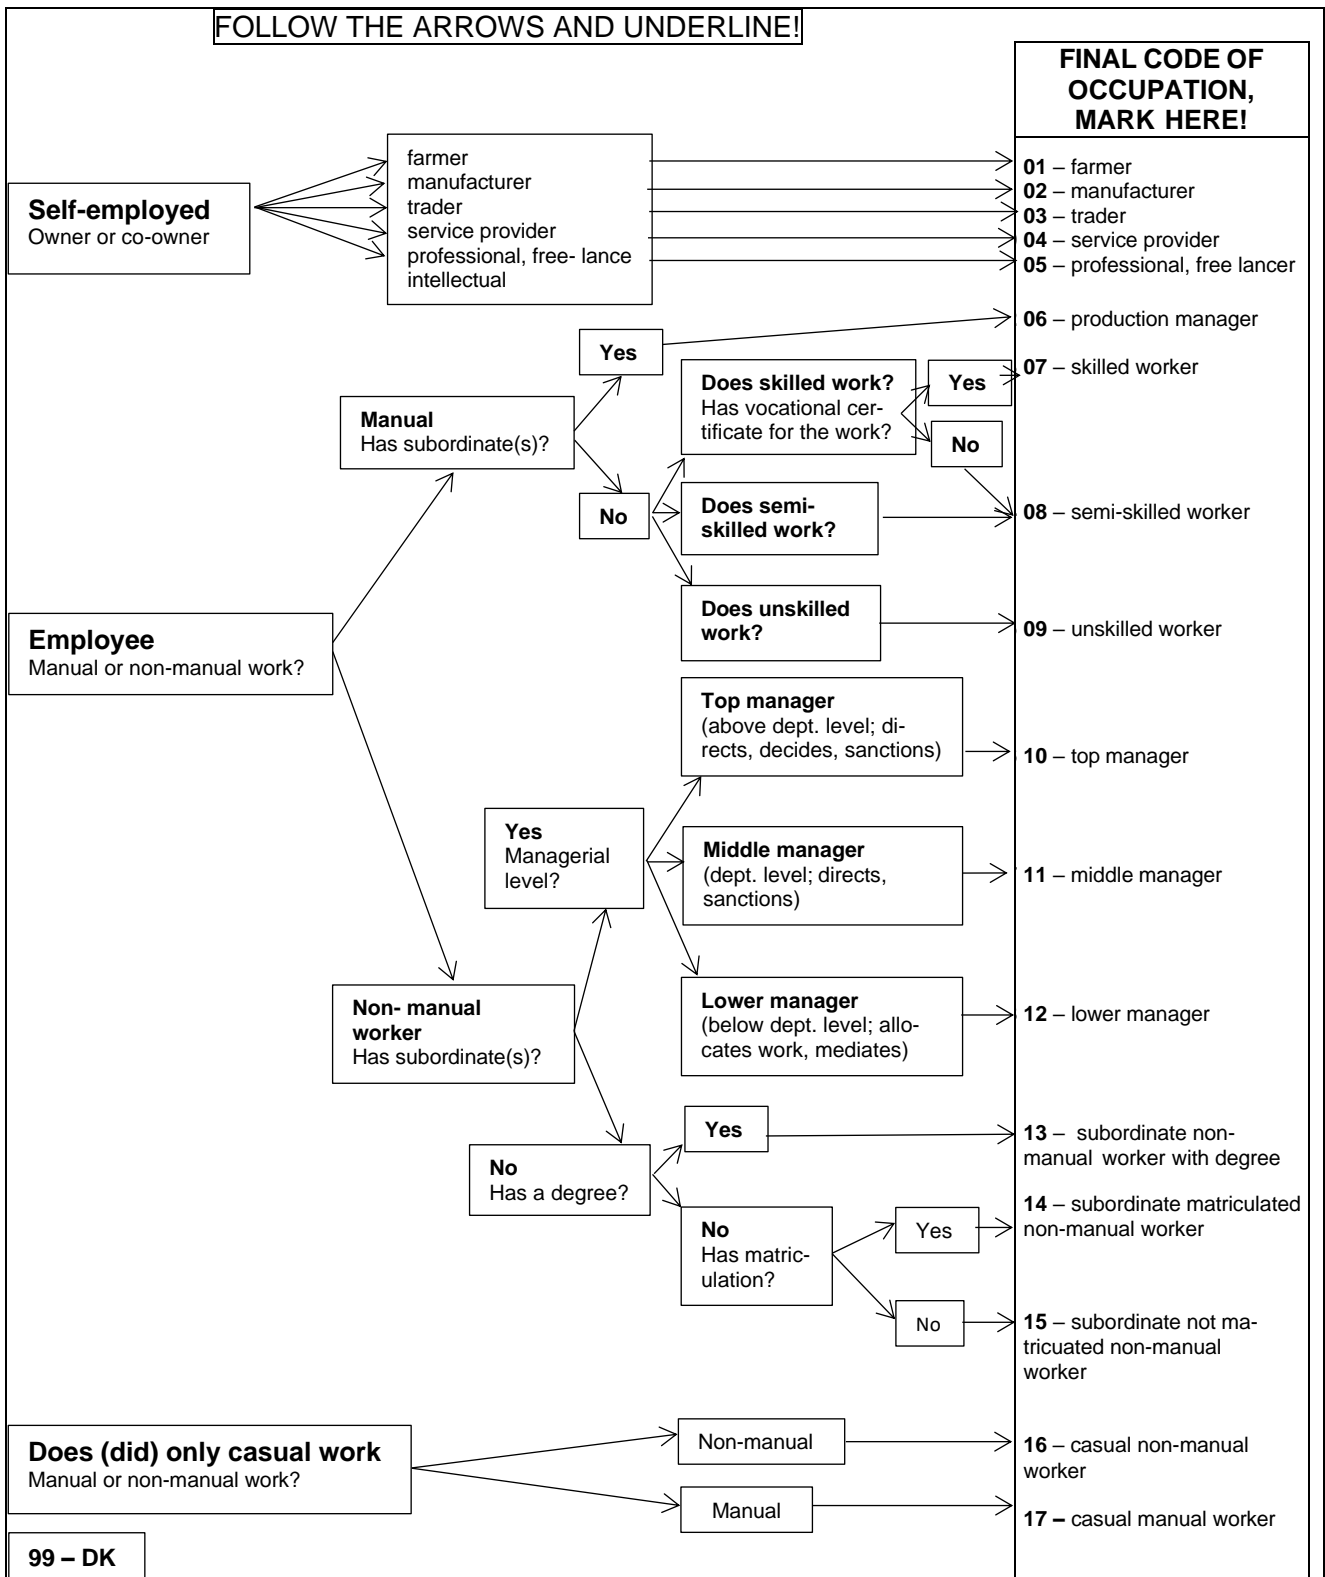 FOLLOW THE ARROWS AND UNDERLINE!
FINAL CODE OF
OCCUPATION,
MARK HERE!
Self-employed
Owner or co-owner
farmer
manufacturer
trader
service provider
professional, free- lance
intellectual
01 – farmer
02 – manufacturer
03 – trader
04 – service provider
05 – professional, free lancer
06 – production manager
07 – skilled worker
08 – semi-skilled worker
09 – unskilled worker
Employee
Manual or non-manual work?
Manual
Has subordinate(s)?
Yes
No
Does skilled work?
Has vocational cer-
tificate for the work?
Yes
No
Does semi-
skilled work?
Does unskilled
work?
Non- manual
worker
Has subordinate(s)?
Yes
Managerial
level?
Top manager
(above dept. level; di-
rects, decides, sanctions)
10 – top manager
Middle manager
(dept. level; directs,
sanctions)
11 – middle manager
Lower manager
(below dept. level; allo-
cates work, mediates)
12 – lower manager
No
Has a degree?
Yes
13 – subordinate non-
manual worker with degree
No
Has matric-
ulation?
Yes
14 – subordinate matriculated
non-manual worker
No
15 – subordinate not ma-
tricuated non-manual
worker
Does (did) only casual work
Manual or non-manual work?
Non-manual
16 – casual non-manual
worker
Manual
17 – casual manual worker
99 – DK